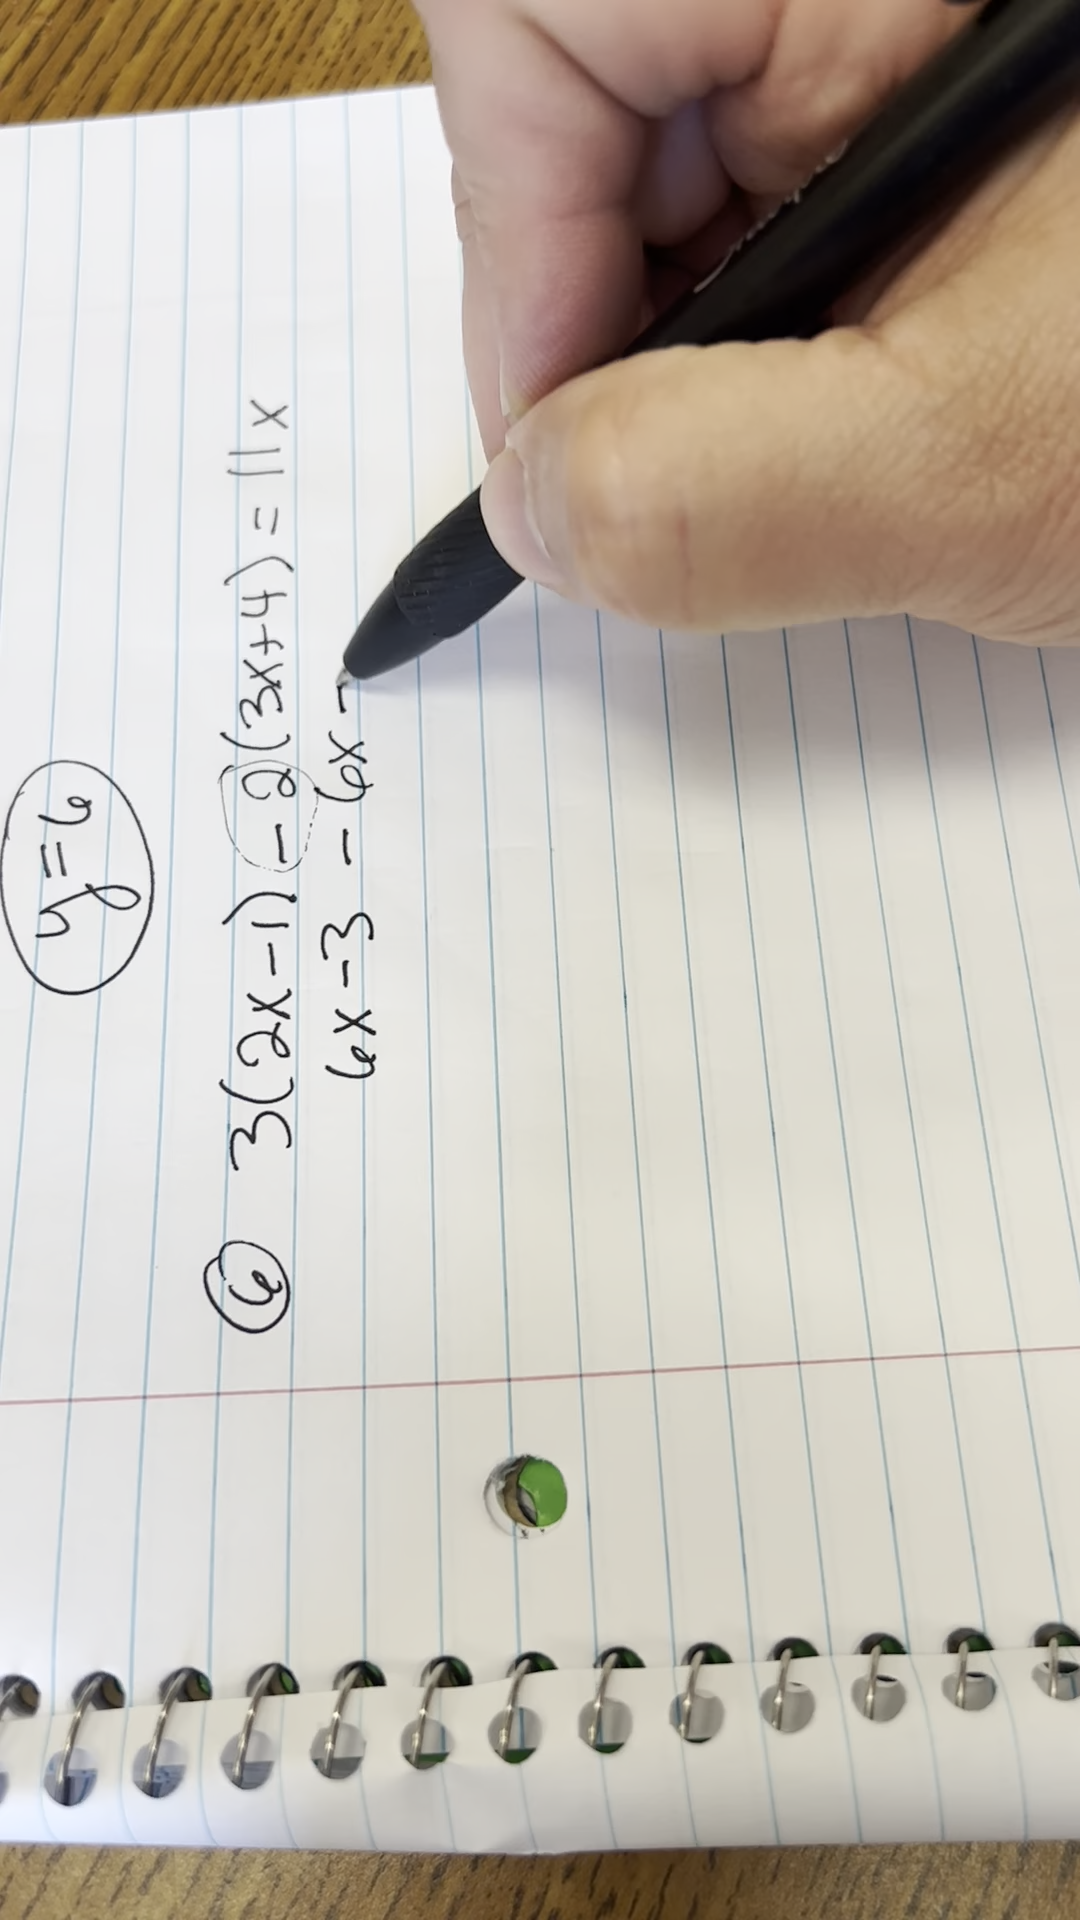 y = 6
6 3(2x-1) - 2(3x+4) = 11x
6x - 3 - 6x -